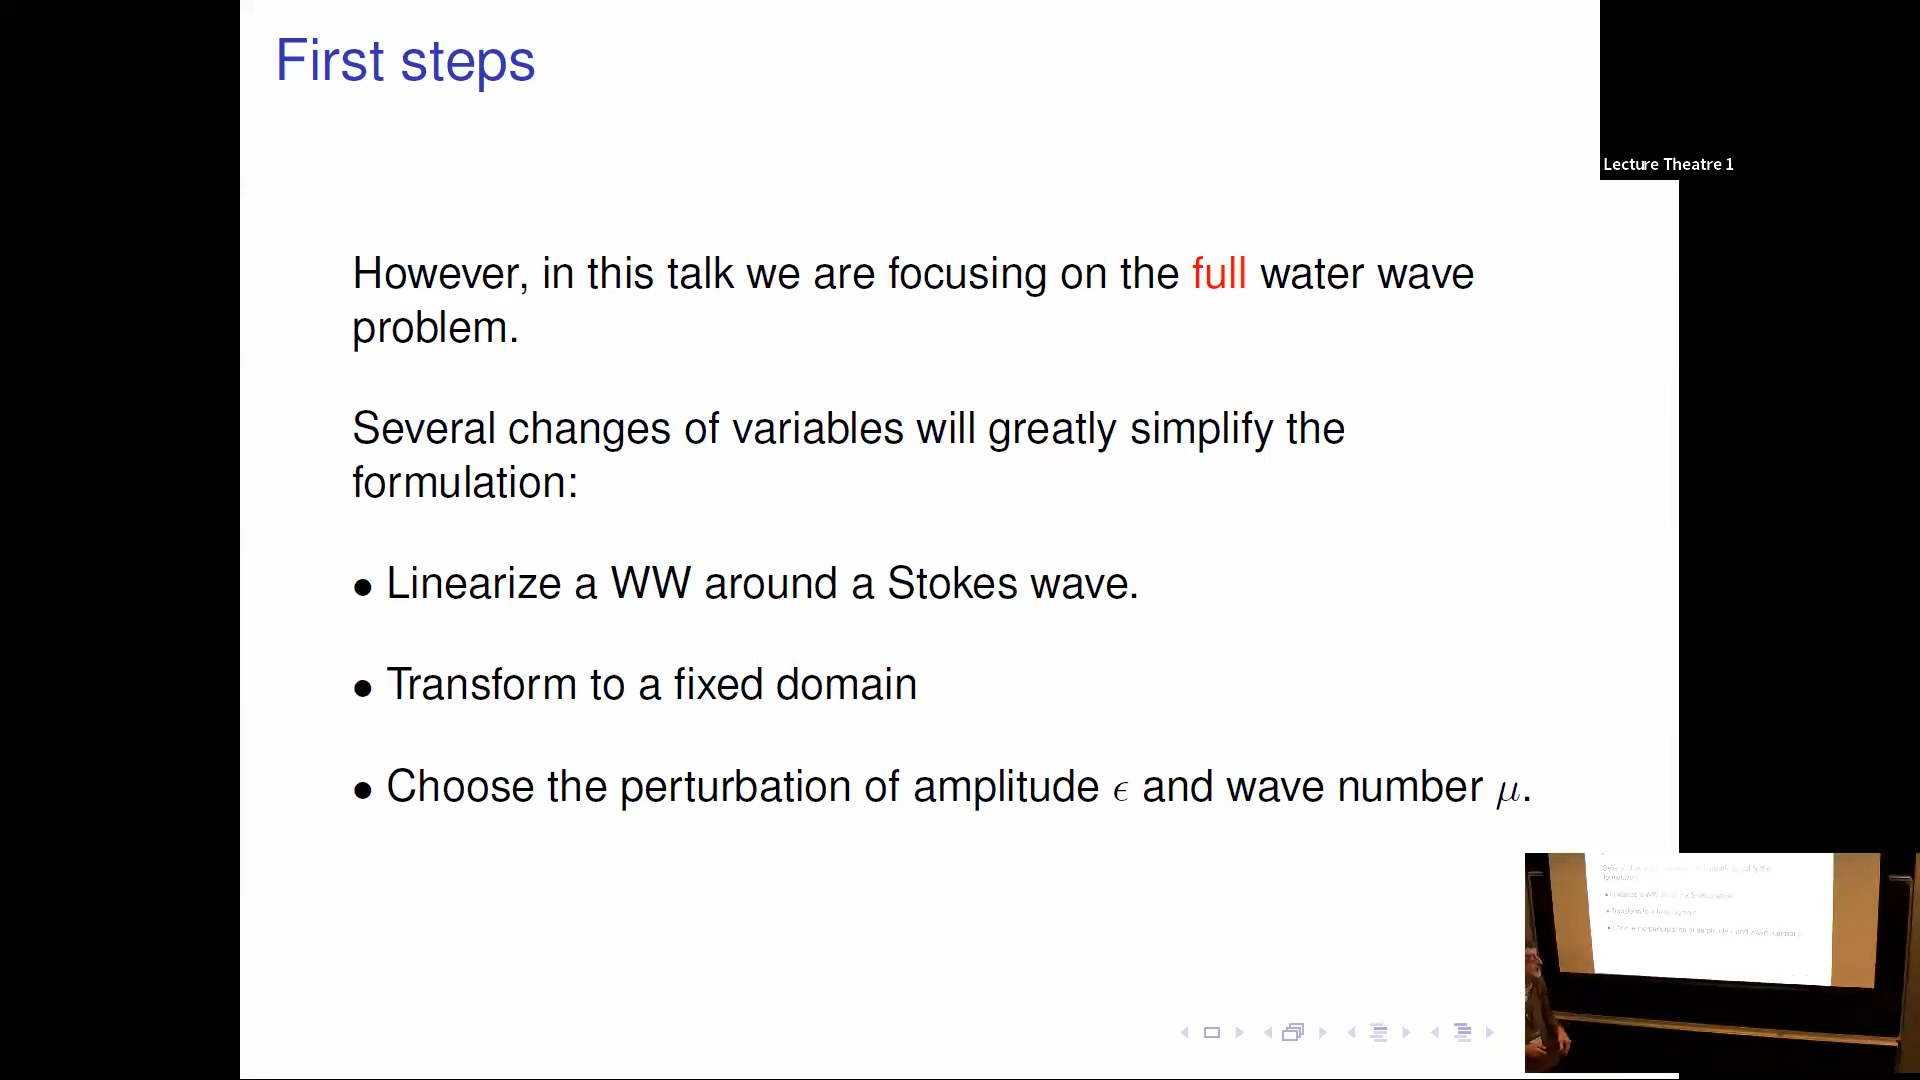 First steps
Lecture Theatre 1
However, in this talk we are focusing on the full water wave
problem.
Several changes of variables will greatly simplify the
formulation:
• Linearize a WW around a Stokes wave.
• Transform to a fixed domain
• Choose the perturbation of amplitude ϵ and wave number μ.